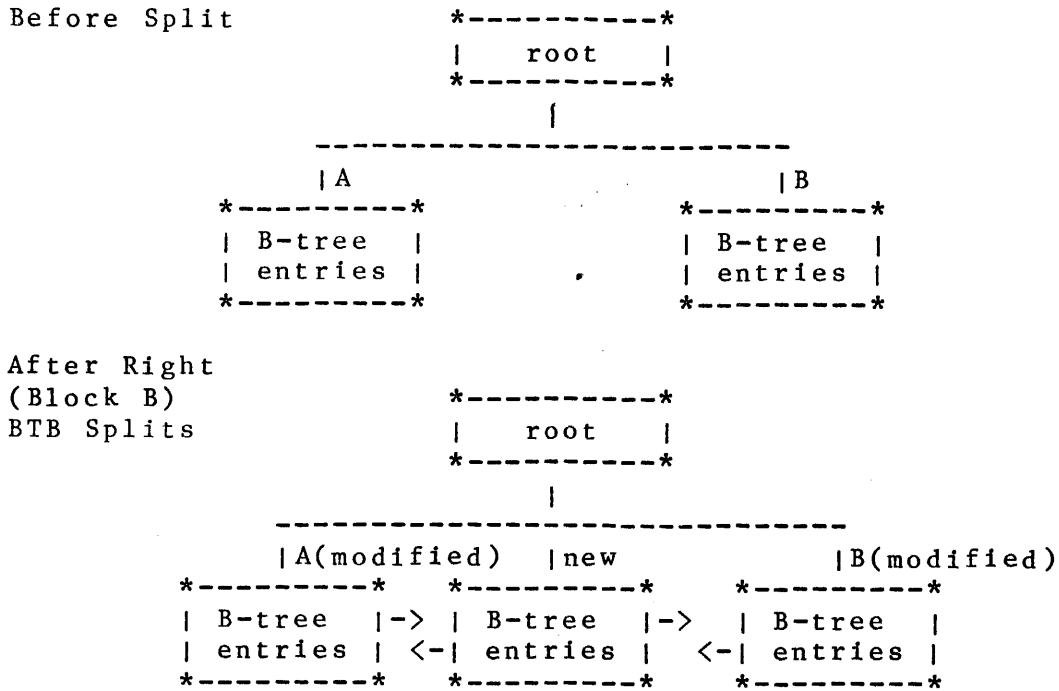 Before Split *----------*
| root |
*----------*
|
-------------------------
|A |B
*---------* *----------*
| B-tree | | B-tree |
| entries | | entries |
*---------* *----------*
After Right
(Block B) *----------*
BTB Splits | root |
*----------*
|
------------------------------
|A(modified) |new |B(modified)
*---------* *---------* *---------*
| B-tree |-> | B-tree |-> | B-tree |
| entries | <-| entries | <-| entries |
*---------* *---------* *---------*